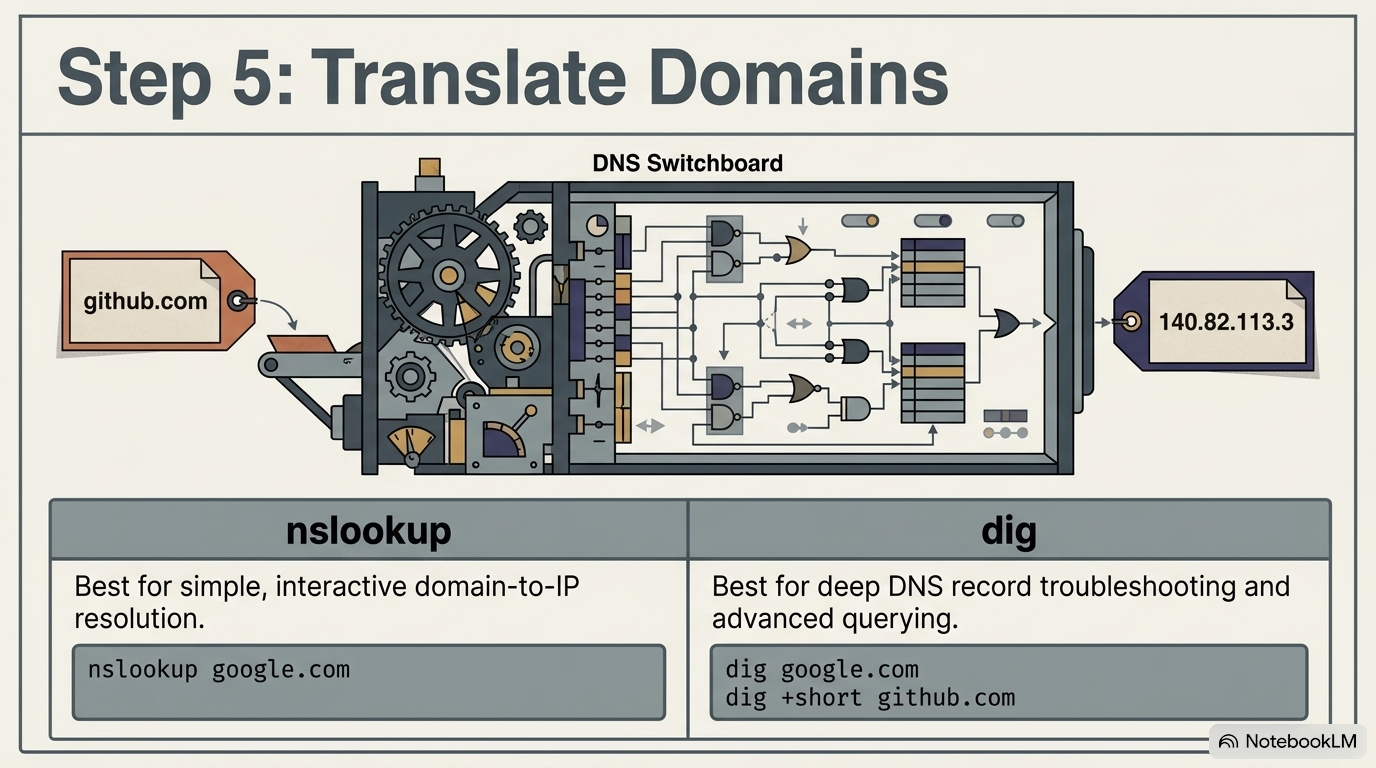 Step 5: Translate Domains
DNS Switchboard
github.com
140.82.113.3
nslookup
Best for simple, interactive domain-to-IP
resolution.
nslookup google.com
dig
Best for deep DNS record troubleshooting and
advanced querying.
dig google.com
dig +short github.com
NotebookLM